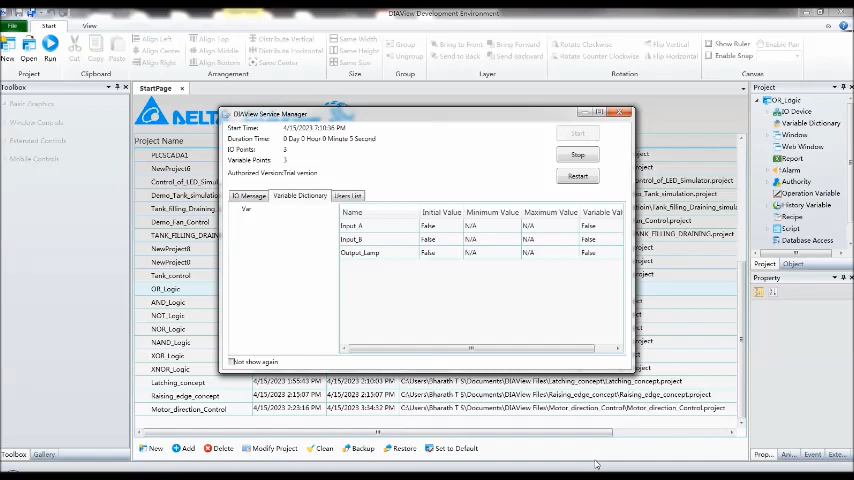 DIAView Development Environment
File Start View
New Open Run
Cut Copy Paste
Align Left Align Top Distribute Vertical Same Width Group Bring to Front Bring Forward Rotate Clockwise Flip Vertical Show Ruler Enable Pan
Align Center Align Middle Distribute Horizontal Same Height Ungroup Send to Back Send Backward Rotate Counter Clockwise Flip Horizontal Enable Snap
Align Right Align Bottom Same Size
Project Clipboard Arrangement Size Group Layer Rotation Canvas
Toolbox
Basic Graphics
Window Controls
Extended Controls
Mobile Controls
StartPage
DELTA
Project Name
PLCSCADA1
NewProject6
Control_of_LED_Simulat
Demo_Tank_simulation
Tank_filling_Draining_
Demo_Fan_Control
TANK_FILLING_DRAINING
NewProject8
Tank_control
OR_Logic
AND_Logic
NOT_Logic
NOR_Logic
NAND_Logic
XOR_Logic
XNOR_Logic
Latching_concept 4/15/2023 1:55:43 PM 4/15/2023 2:10:03 PM C:\Users\Bharath T S\Documents\DIAView Files\Latching_concept\Latching_concept.project
Raising_edge_concept 4/15/2023 2:15:07 PM 4/15/2023 2:15:07 PM C:\Users\Bharath T S\Documents\DIAView Files\Raising_edge_concept\Raising_edge_concept.project
Motor_direction_Control 4/15/2023 2:23:16 PM 4/15/2023 3:34:32 PM C:\Users\Bharath T S\Documents\DIAView Files\Motor_direction_Control\Motor_direction_Control.project
New Add Delete Modify Project Clean Backup Restore Set to Default
DIAView Service Manager
Start Time: 4/15/2023 7:10:36 PM
Duration Time: 0 Day 0 Hour 0 Minute 5 Second
IO Points: 3
Variable Points: 3
Authorized Version:Trial version
Start
Stop
Restart
IO Message Variable Dictionary Users List
Var
Name Initial Value Minimum Value Maximum Value Variable Val
Input_A False N/A N/A False
Input_B False N/A N/A False
Output_Lamp False N/A N/A False
Not show again
Project
OR_Logic
IO Device
Variable Dictionary
Window
Web Window
Report
Alarm
Authority
Operation Variable
History Variable
Recipe
Script
Database Access
Project Object
Property
Toolbox Gallery
Prop... Ani... Event Exte...